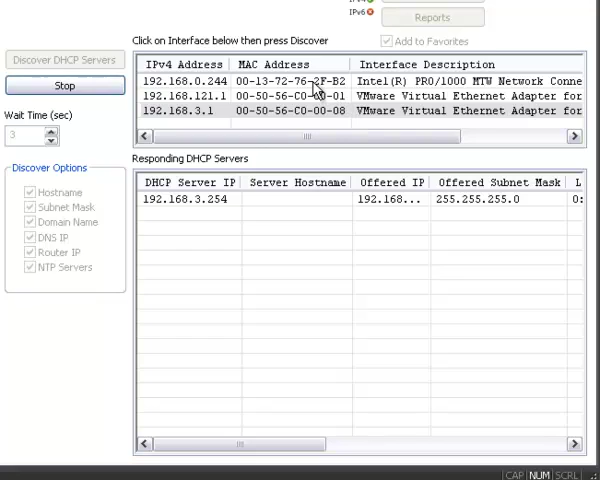 IPv6
Reports
Click on Interface below then press Discover
Add to Favorites
Discover DHCP Servers
Stop
Wait Time (sec)
3
Discover Options
Hostname
Subnet Mask
Domain Name
DNS IP
Router IP
NTP Servers
IPv4 Address MAC Address Interface Description
192.168.0.244 00-13-72-76-2F-B2 Intel(R) PRO/1000 MTW Network Conne
192.168.121.1 00-50-56-C0-00-01 VMware Virtual Ethernet Adapter for
192.168.3.1 00-50-56-C0-00-08 VMware Virtual Ethernet Adapter for
Responding DHCP Servers
DHCP Server IP Server Hostname Offered IP Offered Subnet Mask L
192.168.3.254 192.168... 255.255.255.0 0:
CAP NUM SCRL